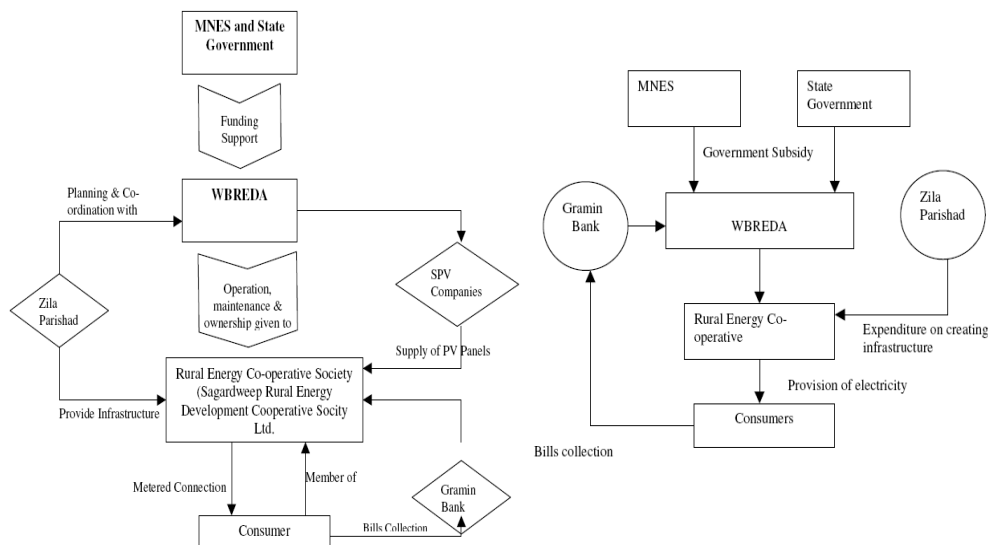 MNES and State
Government
Funding
Support
Planning & Co-
ordination with
WBREDA
Zila
Parishad
Operation,
maintenance &
ownership given to
SPV
Companies
Supply of PV Panels
Rural Energy Co-operative Society
(Sagardweep Rural Energy
Development Cooperative Socity
Ltd.
Provide Infrastructure
Metered Connection
Member of
Gramin
Bank
Consumer
Bills Collection
MNES
State
Government
Government Subsidy
Gramin
Bank
WBREDA
Zila
Parishad
Rural Energy Co-
operative
Expenditure on creating
infrastructure
Provision of electricity
Consumers
Bills collection